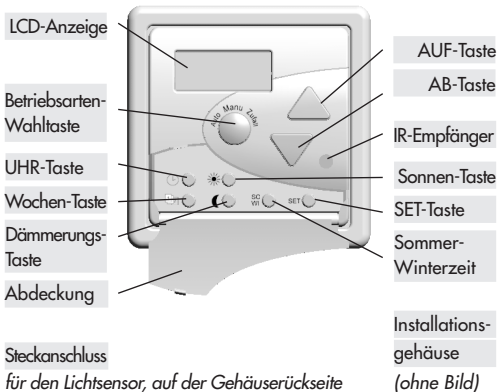 LCD-Anzeige
Betriebsarten-
Wahltaste
UHR-Taste
Wochen-Taste
Dämmerungs-
Taste
Abdeckung
Auto Manu Zufall
SC
WI
SET
AUF-Taste
AB-Taste
IR-Empfänger
Sonnen-Taste
SET-Taste
Sommer-
Winterzeit
Installations-
gehäuse
(ohne Bild)
Steckanschluss
für den Lichtsensor, auf der Gehäuserückseite